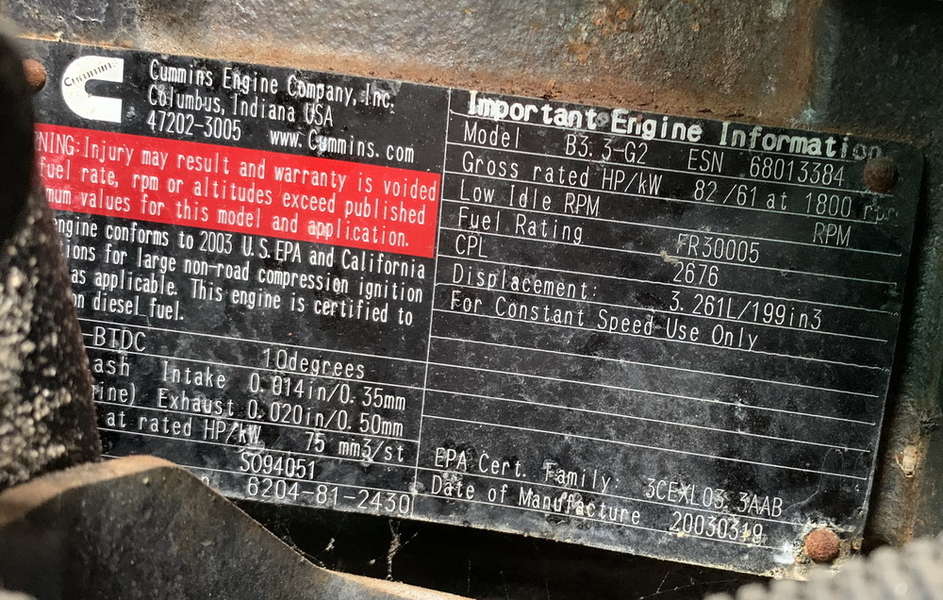 Cummins
Cummins Engine Company, Inc.
Columbus, Indiana USA
47202-3005 www.Cummins.com
NING: Injury may result and warranty is voided
fuel rate, rpm or altitudes exceed published
mum values for this model and application.
engine conforms to 2003 U.S.EPA and California
ions for large non-road compression ignition
as applicable. This engine is certified to
on diesel fuel.
BTDC 10degrees
ash Intake 0.014in/0.35mm
ine) Exhaust 0.020in/0.50mm
at rated HP/kW 75 mm3/st
SO94051
6204-81-2430
Important Engine Information
Model B3.3-G2 ESN 68013384
Gross rated HP/kW 82/61 at 1800 rpm
Low Idle RPM RPM
Fuel Rating FR30005
CPL 2676
Displacement: 3.261L/199in3
For Constant Speed Use Only
EPA Cert. Family: 3CEXL03.3AAB
Date of Manufacture 20030319